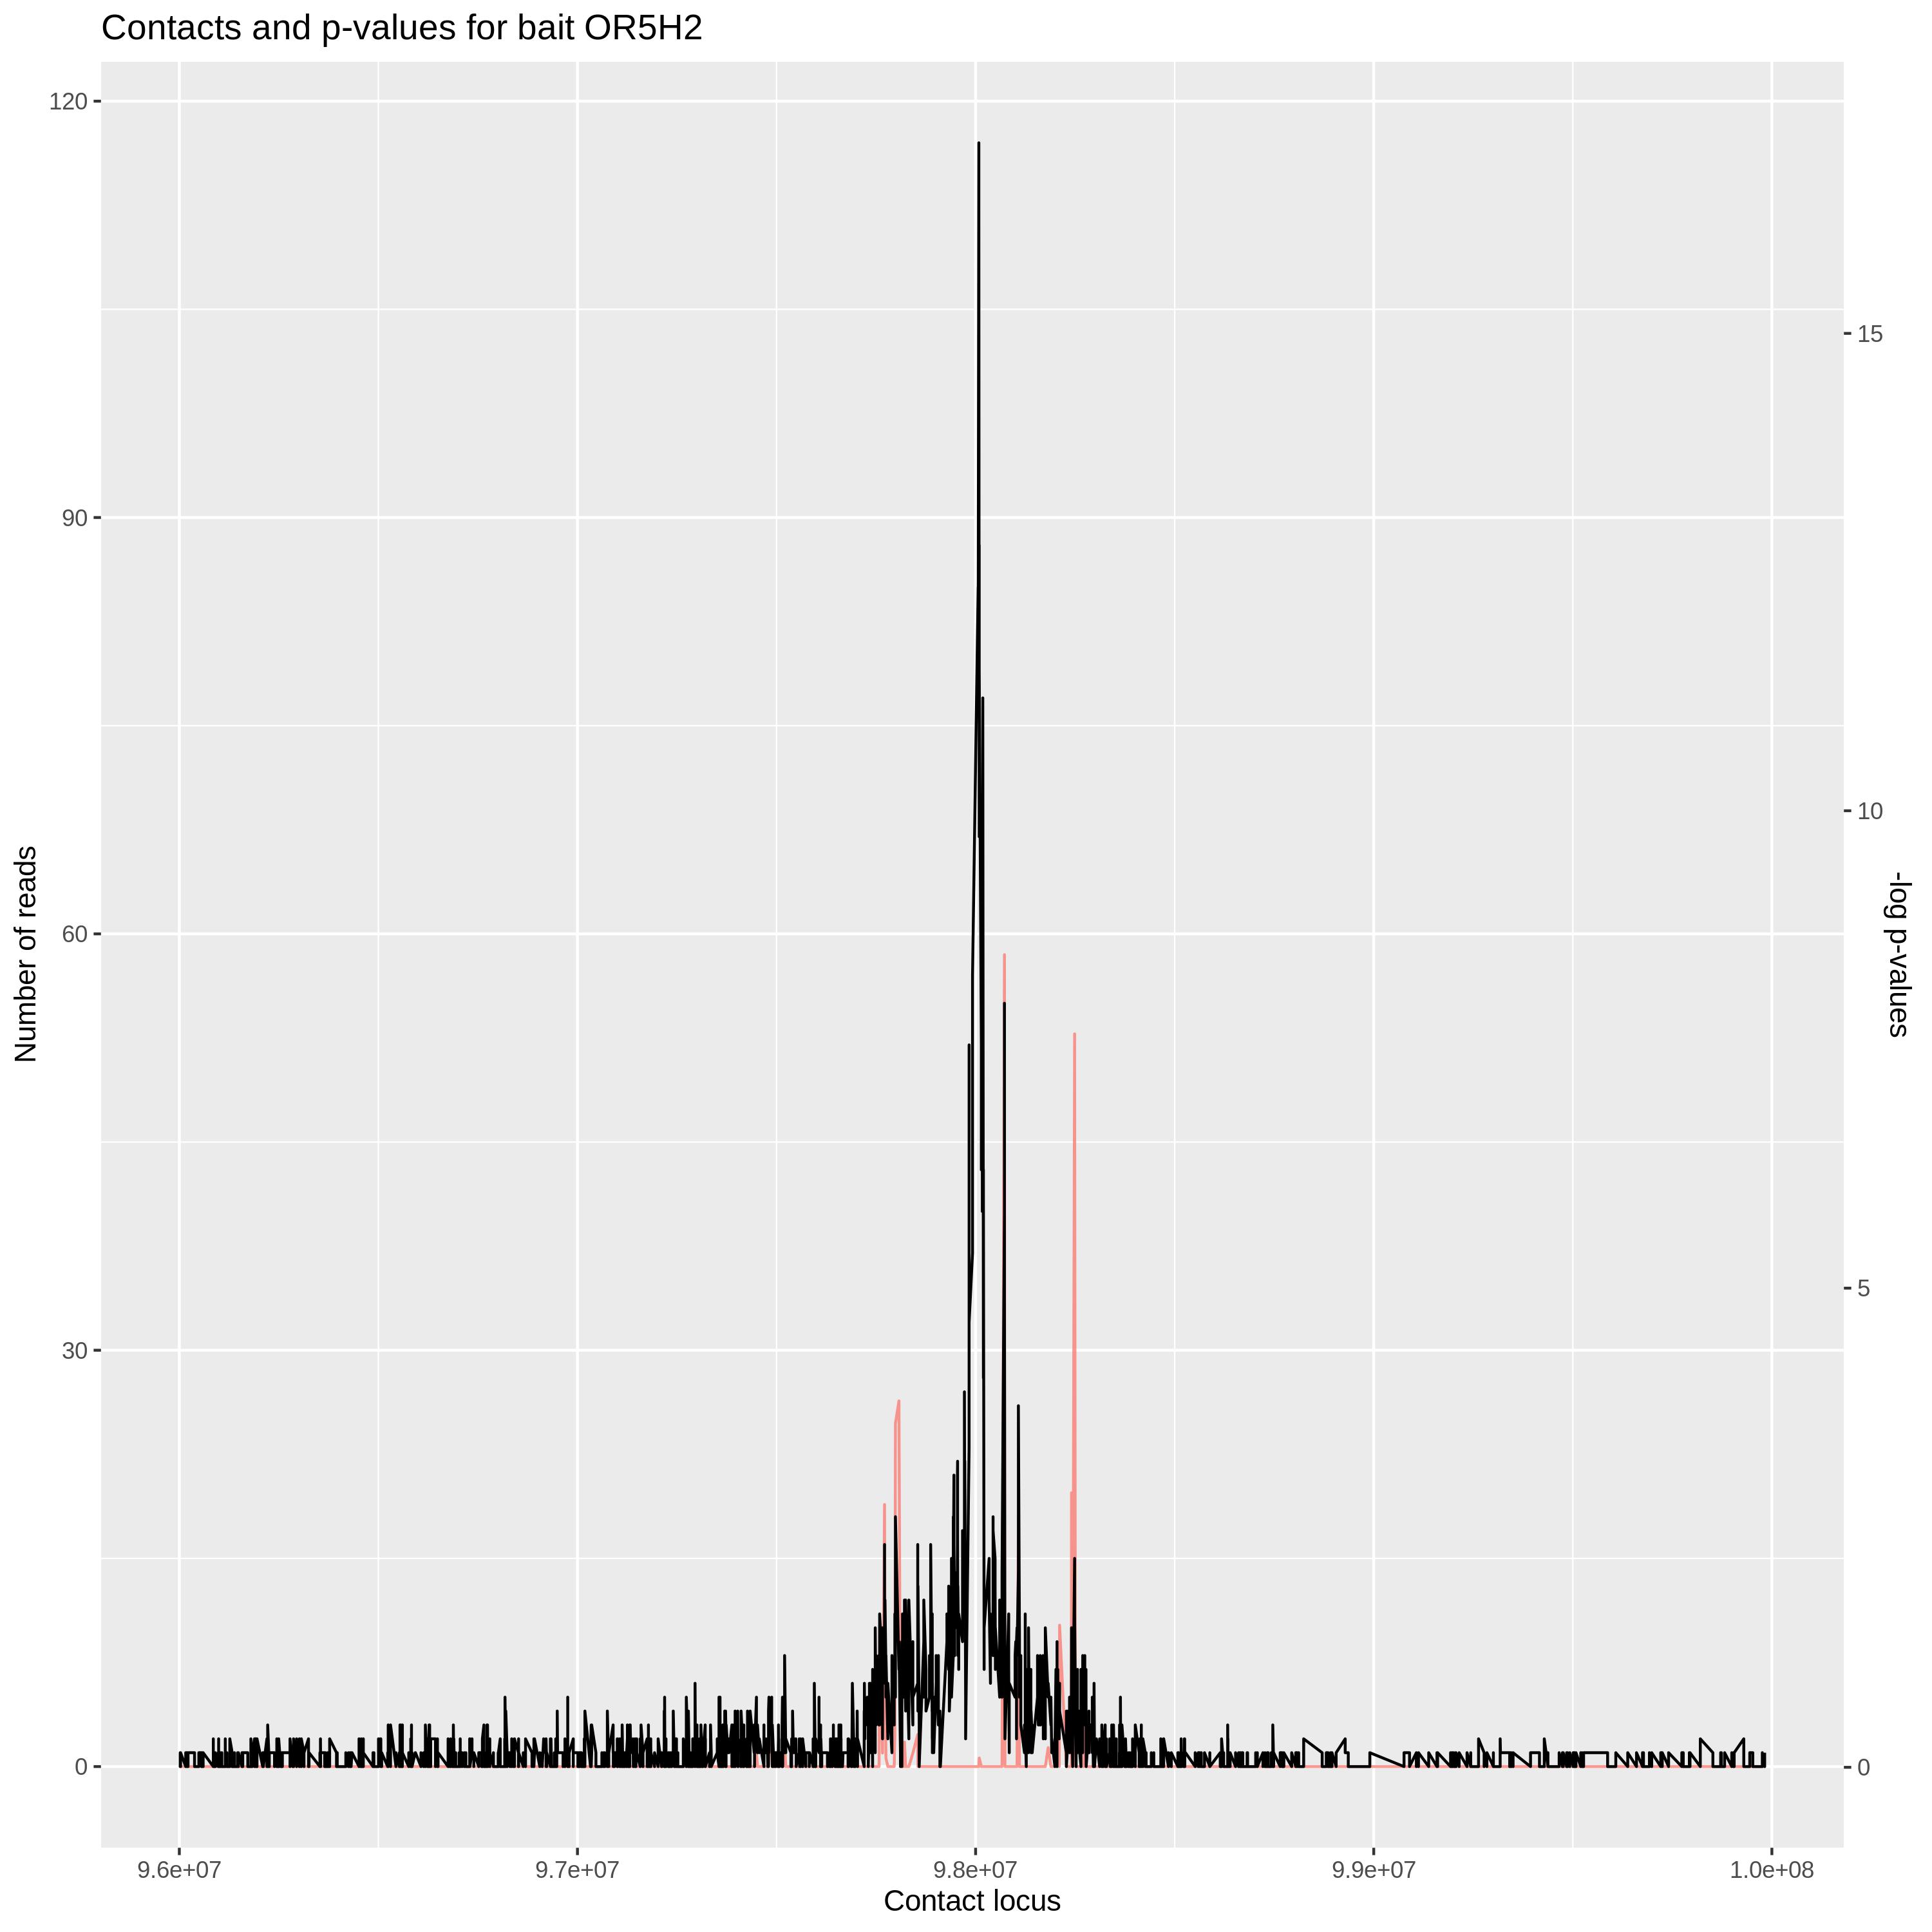 Contacts and p-values for bait OR5H2
120
90
60
30
0
Number of reads
15
10
5
0
-log p-values
9.6e+07
9.7e+07
9.8e+07
9.9e+07
1.0e+08
Contact locus